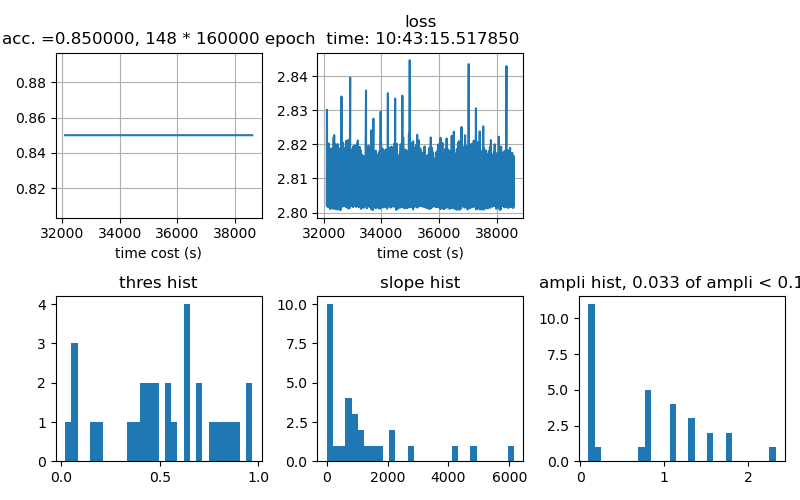 loss
acc. =0.850000, 148 * 160000 epoch time: 10:43:15.517850
0.88
0.86
0.84
0.82
32000 34000 36000 38000
time cost (s)
2.84
2.83
2.82
2.81
2.80
32000 34000 36000 38000
time cost (s)
thres hist
4
3
2
1
0
0.0 0.5 1.0
slope hist
10.0
7.5
5.0
2.5
0.0
0 2000 4000 6000
ampli hist, 0.033 of ampli < 0.1
10.0
7.5
5.0
2.5
0.0
0 1 2